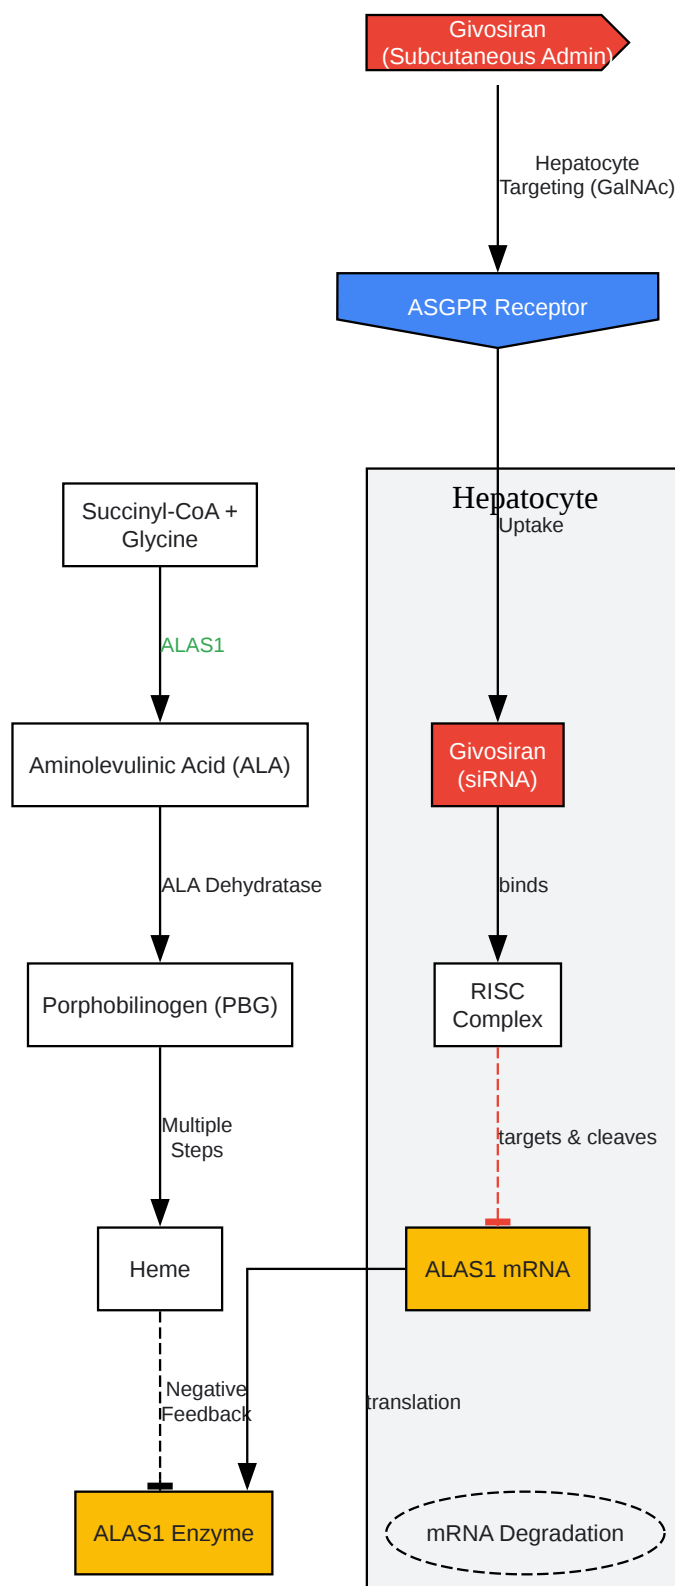 Givosiran
(Subcutaneous Admin)
Hepatocyte
Targeting (GalNAc)
ASGPR Receptor
Hepatocyte
Uptake
Succinyl-CoA +
Glycine
ALAS1
Aminolevulinic Acid (ALA)
Givosiran
(siRNA)
ALA Dehydratase
binds
Porphobilinogen (PBG)
RISC
Complex
Multiple
Steps
targets & cleaves
Heme
ALAS1 mRNA
Negative
Feedback
translation
ALAS1 Enzyme
mRNA Degradation